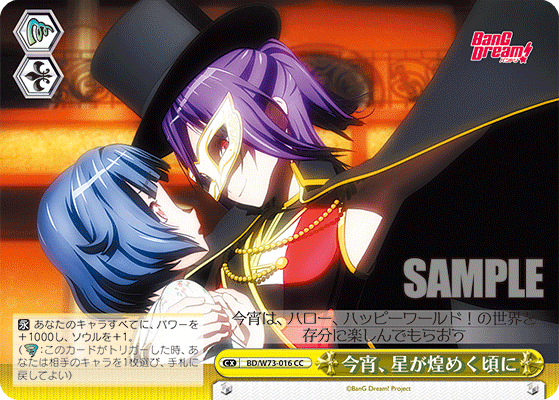 BanG Dream!
バンドリ!
SAMPLE
今宵は、ハロー、ハッピーワールド！の世界を
存分に楽しんでもらおう
永 あなたのキャラすべてに、パワーを
＋1000し、ソウルを＋1。
（ :このカードがトリガーした時、あ
なたは相手のキャラを1枚選び、手札に
戻してよい）
CX BD/W73-016 CC 今宵、星が煌めく頃に
©BanG Dream! Project